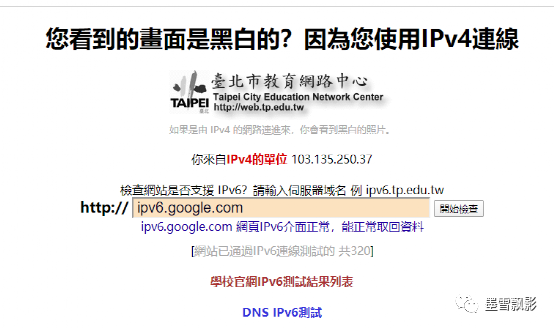 您看到的畫面是黑白的？因為您使用IPv4連線
臺北市教育網路中心
Taipei City Education Network Center
http://web.tp.edu.tw
TAIPEI
臺北
如果是由 IPv4 的網路連進來，你會看到黑白的照片。
你來自IPv4的單位 103.135.250.37
檢查網站是否支援 IPv6？請輸入伺服器域名 例 ipv6.tp.edu.tw
http:// ipv6.google.com 開始檢查
ipv6.google.com 網頁IPv6介面正常，能正常取回資料
[網站已通過IPv6連線測試的 共320]
學校官網IPv6測試結果列表
DNS IPv6測試
墨雪飘影